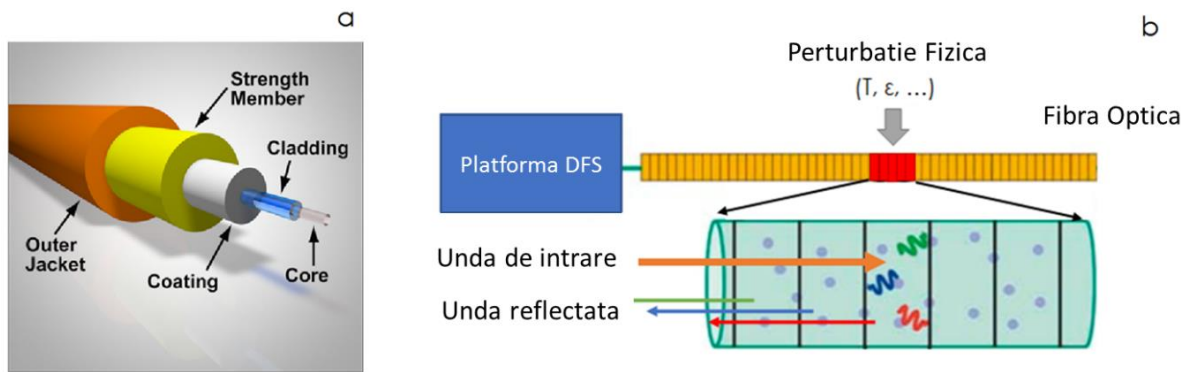 a
Strength
Member
Cladding
Outer
Jacket
Coating
Core
b
Perturbatie Fizica
(T, ε, ...)
Fibra Optica
Platforma DFS
Unda de intrare
Unda reflectata